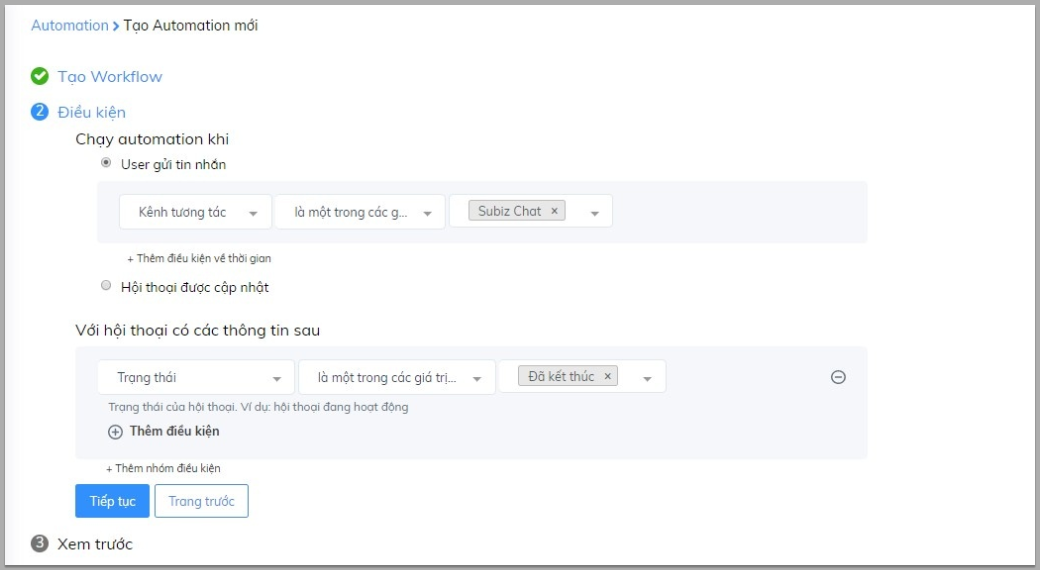 Automation > Tạo Automation mới
Tạo Workflow
2 Điều kiện
Chạy automation khi
User gửi tin nhắn
Kênh tương tác là một trong các g... Subiz Chat ×
+ Thêm điều kiện về thời gian
Hội thoại được cập nhật
Với hội thoại có các thông tin sau
Trạng thái là một trong các giá trị... Đã kết thúc ×
Trạng thái của hội thoại. Ví dụ: hội thoại đang hoạt động
Thêm điều kiện
+ Thêm nhóm điều kiện
Tiếp tục Trang trước
3 Xem trước